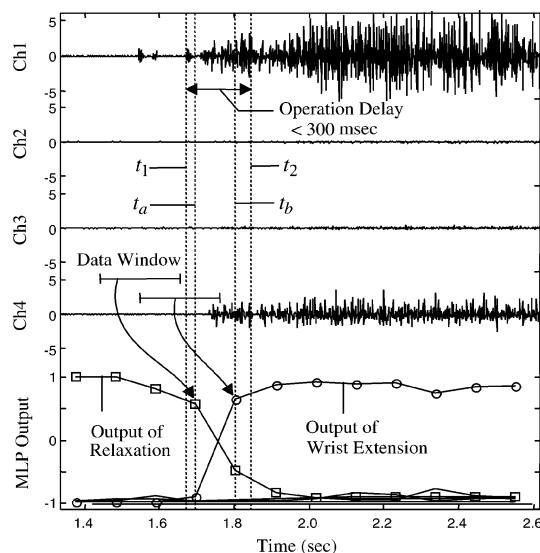 5
Ch1
0
-5
Operation Delay
< 300 msec
5
Ch2
0
t1
t2
5
ta
tb
Ch3
0
-5
Data Window
5
Ch4
0
-5
1
MLP Output
Output of
Relaxation
Output of
Wrist Extension
0
-1
1.4 1.6 1.8 2.0 2.2 2.4 2.6
Time (sec)